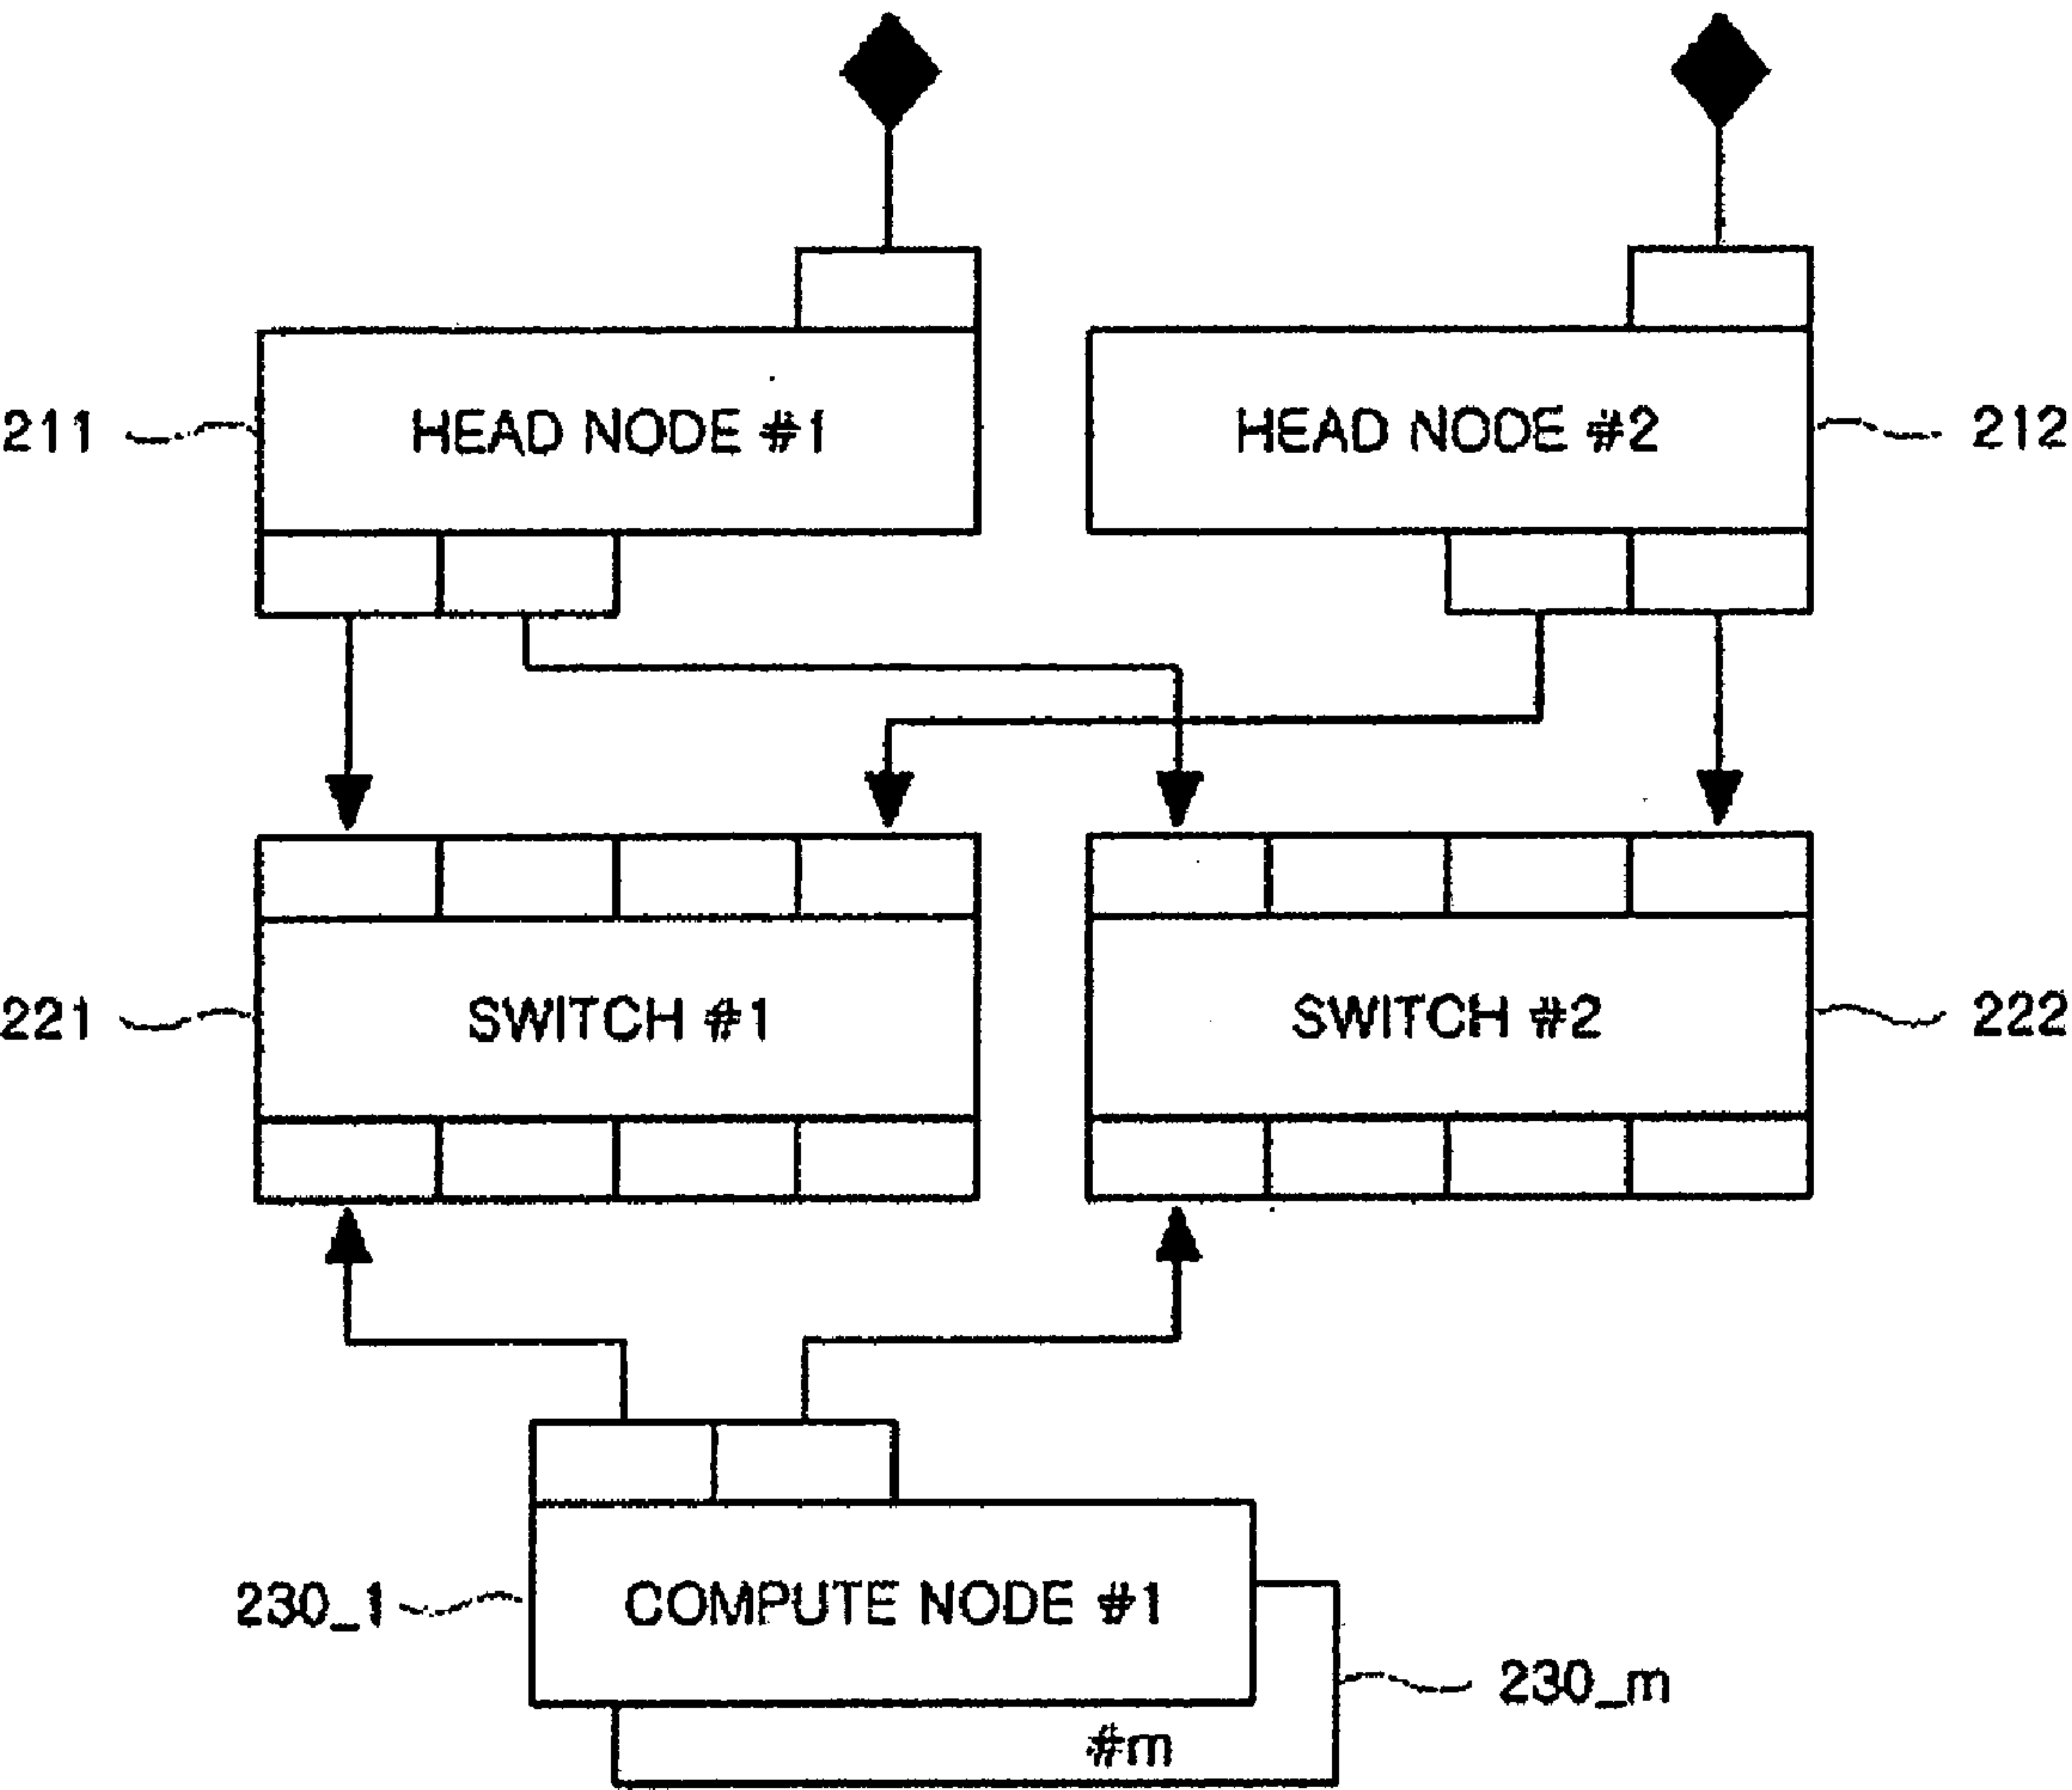 211 HEAD NODE #1 HEAD NODE #2 212
221 SWITCH #1 SWITCH #2 222
230_1 COMPUTE NODE #1
230_m
#m